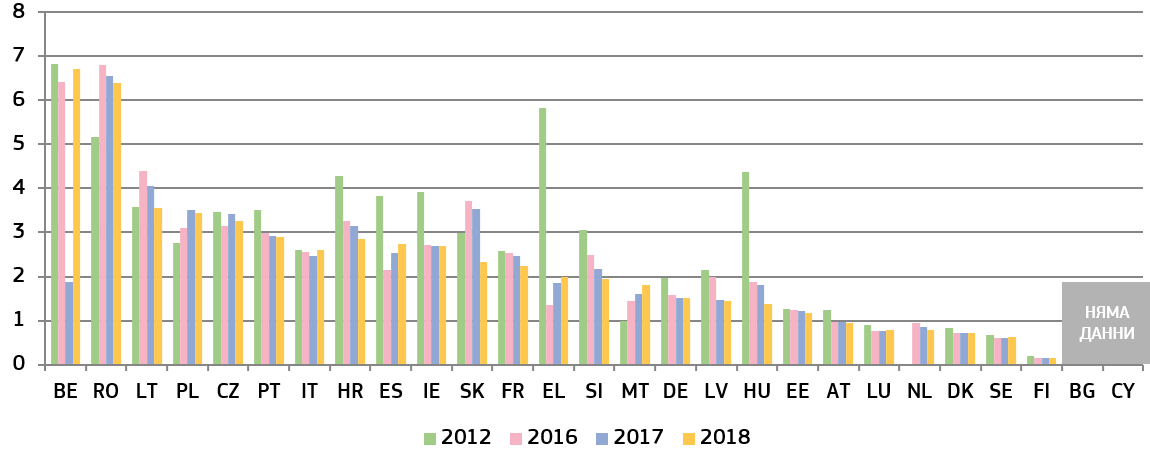 8
7
6
5
4
3
2
1
0
НЯМА
ДАННИ
BE RO LT PL CZ PT IT HR ES IE SK FR EL SI MT DE LV HU EE AT LU NL DK SE FI BG CY
2012 2016 2017 2018